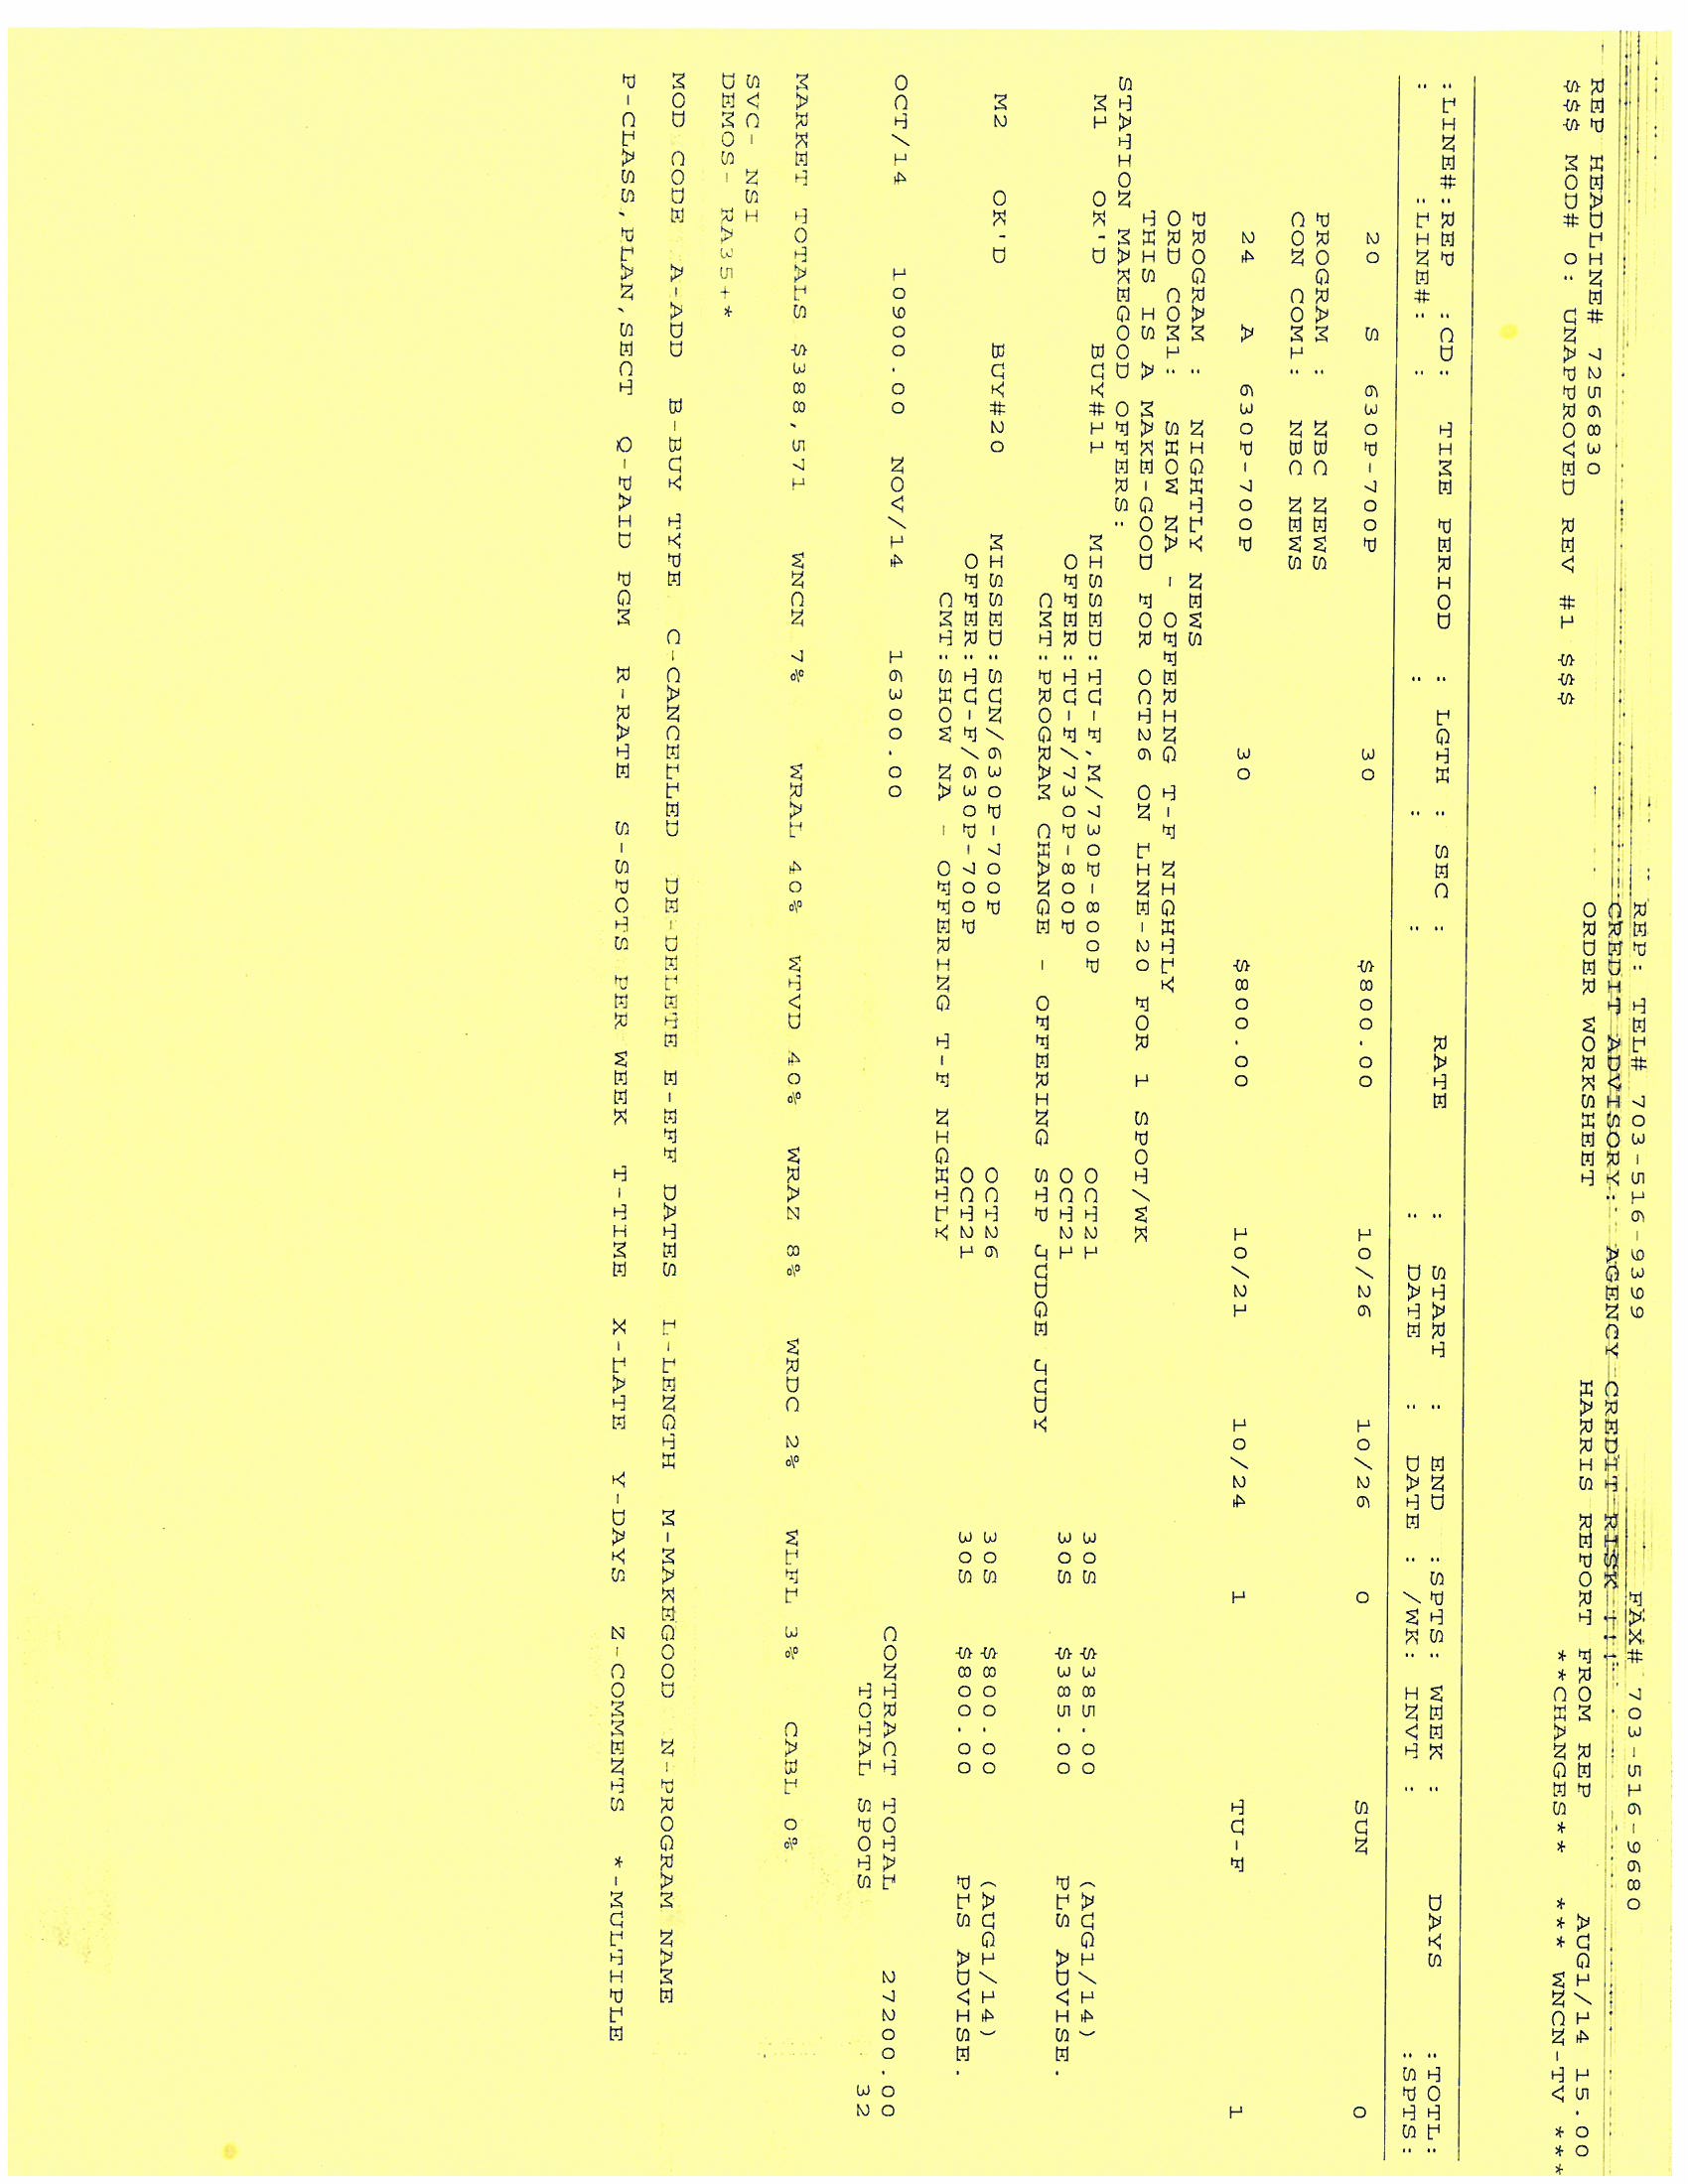 REP: TEL# 703-516-9399 FAX# 703-516-9680
CREDIT ADVISORY: AGENCY CREDIT RISK !!!
REP HEADLINE# 7256830 ORDER WORKSHEET HARRIS REPORT FROM REP AUG1/14 15.00
$$$ MOD# 0: UNAPPROVED REV #1 $$$ **CHANGES** *** WNCN-TV ***
:LINE#:REP :CD: TIME PERIOD : LGTH : SEC : RATE : START : END :SPTS: WEEK : DAYS :TOTL:
: :LINE#: : : : : DATE : DATE : /WK: INVT : :SPTS:
20 S 630P-700P 30 $800.00 10/26 10/26 0 SUN 0
PROGRAM : NBC NEWS
CON COM1: NBC NEWS
24 A 630P-700P 30 $800.00 10/21 10/24 1 TU-F 1
PROGRAM : NIGHTLY NEWS
ORD COM1: SHOW NA - OFFERING T-F NIGHTLY
THIS IS A MAKE-GOOD FOR OCT26 ON LINE-20 FOR 1 SPOT/WK
STATION MAKEGOOD OFFERS:
M1 OK'D BUY#11 MISSED:TU-F,M/730P-800P OCT21 30S $385.00 (AUG1/14)
OFFER:TU-F/730P-800P OCT21 30S $385.00 PLS ADVISE.
CMT:PROGRAM CHANGE - OFFERING STP JUDGE JUDY
M2 OK'D BUY#20 MISSED:SUN/630P-700P OCT26 30S $800.00 (AUG1/14)
OFFER:TU-F/630P-700P OCT21 30S $800.00 PLS ADVISE.
CMT:SHOW NA - OFFERING T-F NIGHTLY
OCT/14 10900.00 NOV/14 16300.00 CONTRACT TOTAL 27200.00
TOTAL SPOTS 32
MARKET TOTALS $388,571 WNCN 7% WRAL 40% WTVD 40% WRAZ 8% WRDC 2% WLFL 3% CABL 0%
SVC- NSI
DEMOS- RA35+*
MOD CODE A-ADD B-BUY TYPE C-CANCELLED DE-DELETE E-EFF DATES L-LENGTH M-MAKEGOOD N-PROGRAM NAME
P-CLASS,PLAN,SECT Q-PAID PGM R-RATE S-SPOTS PER WEEK T-TIME X-LATE Y-DAYS Z-COMMENTS *-MULTIPLE